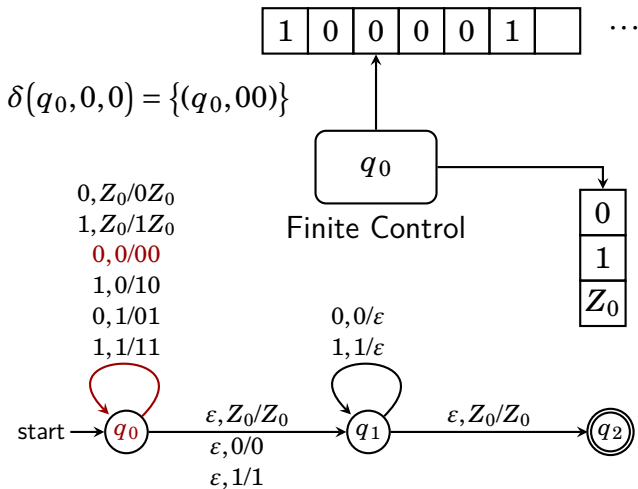 1 0 0 0 0 1 ⋯
δ(q₀,0,0) = {(q₀,00)}
q₀
Finite Control
0
1
Z₀
0,Z₀/0Z₀
1,Z₀/1Z₀
0,0/00
1,0/10
0,1/01
1,1/11
0,0/ε
1,1/ε
start
q₀
ε,Z₀/Z₀
ε,0/0
ε,1/1
q₁
ε,Z₀/Z₀
q₂